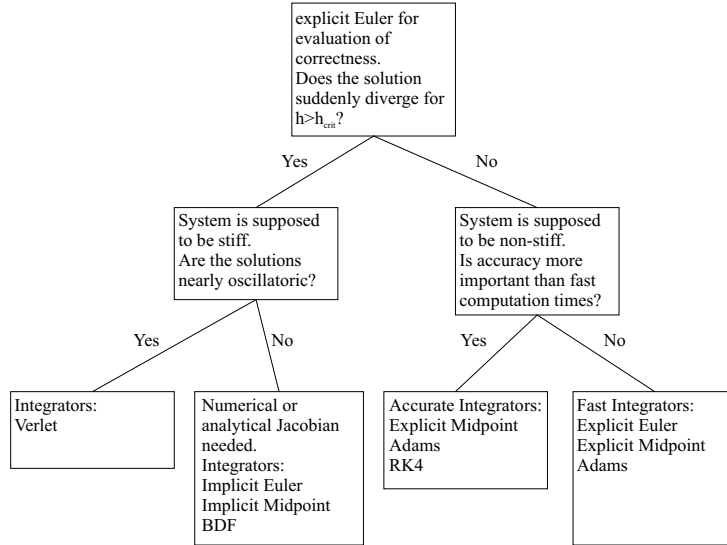 explicit Euler for
evaluation of
correctness.
Does the solution
suddenly diverge for
h>h_crit?
Yes
No
System is supposed
to be stiff.
Are the solutions
nearly oscillatoric?
System is supposed
to be non-stiff.
Is accuracy more
important than fast
computation times?
Yes
No
Yes
No
Integrators:
Verlet
Numerical or
analytical Jacobian
needed.
Integrators:
Implicit Euler
Implicit Midpoint
BDF
Accurate Integrators:
Explicit Midpoint
Adams
RK4
Fast Integrators:
Explicit Euler
Explicit Midpoint
Adams